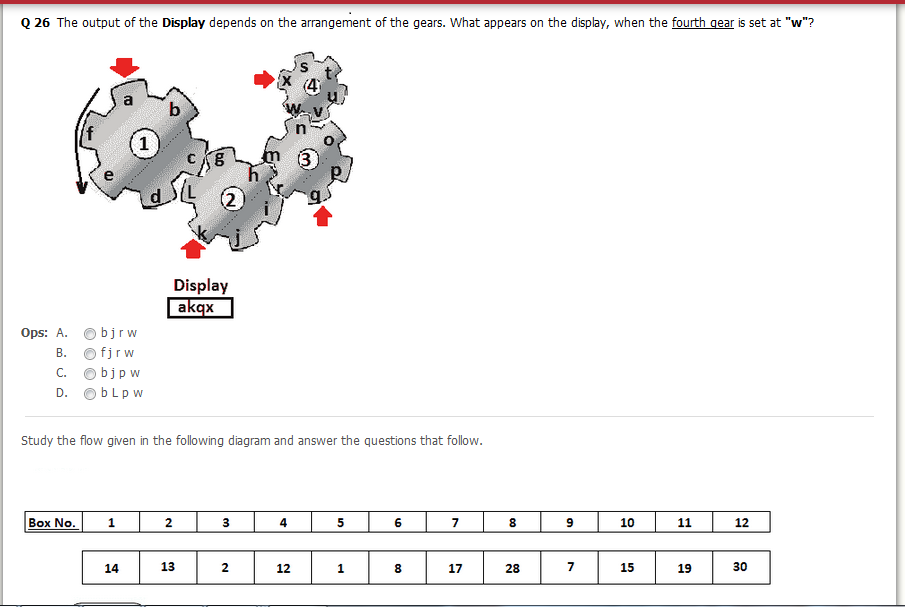 Q 26 The output of the Display depends on the arrangement of the gears. What appears on the display, when the fourth gear is set at "w"?
s
t
x
4
u
w
v
a
b
f
1
n
o
c
g
m
3
e
h
p
d
L
2
r
q
i
k
j
Display
akqx
Ops: A. b j r w
B. f j r w
C. b j p w
D. b L p w
Study the flow given in the following diagram and answer the questions that follow.
Box No. 1 2 3 4 5 6 7 8 9 10 11 12
14 13 2 12 1 8 17 28 7 15 19 30